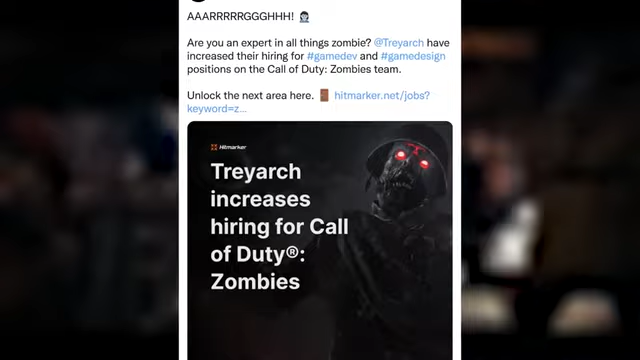 AAARRRRRGGGHHH! 🧟
Are you an expert in all things zombie? @Treyarch have
increased their hiring for #gamedev and #gamedesign
positions on the Call of Duty: Zombies team.
Unlock the next area here. 🚪 hitmarker.net/jobs?
keyword=z...
Hitmarker
Treyarch
increases
hiring for Call
of Duty®:
Zombies